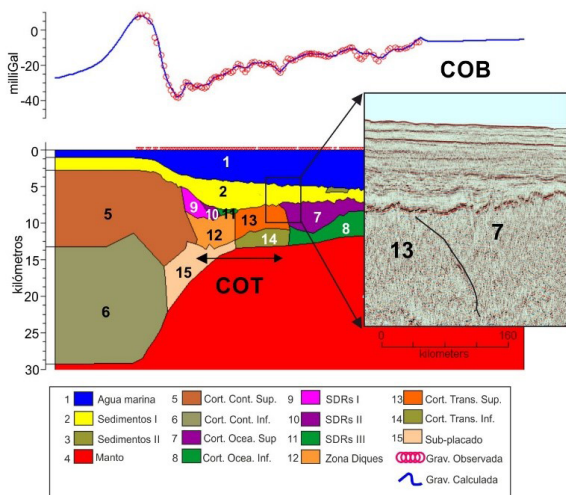 milliGal
0
-20
-40
COB
kilómetros
0
5
10
15
20
25
30
1
2
5
9
10
11
13
7
8
12
14
15
COT
6
13
7
0
160
kilometers
1 Agua marina
2 Sedimentos I
3 Sedimentos II
4 Manto
5 Cort. Cont. Sup.
6 Cort. Cont. Inf.
7 Cort. Ocea. Sup
8 Cort. Ocea. Inf.
9 SDRs I
10 SDRs II
11 SDRs III
12 Zona Diques
13 Cort. Trans. Sup.
14 Cort. Trans. Inf.
15 Sub-placado
Grav. Observada
Grav. Calculada